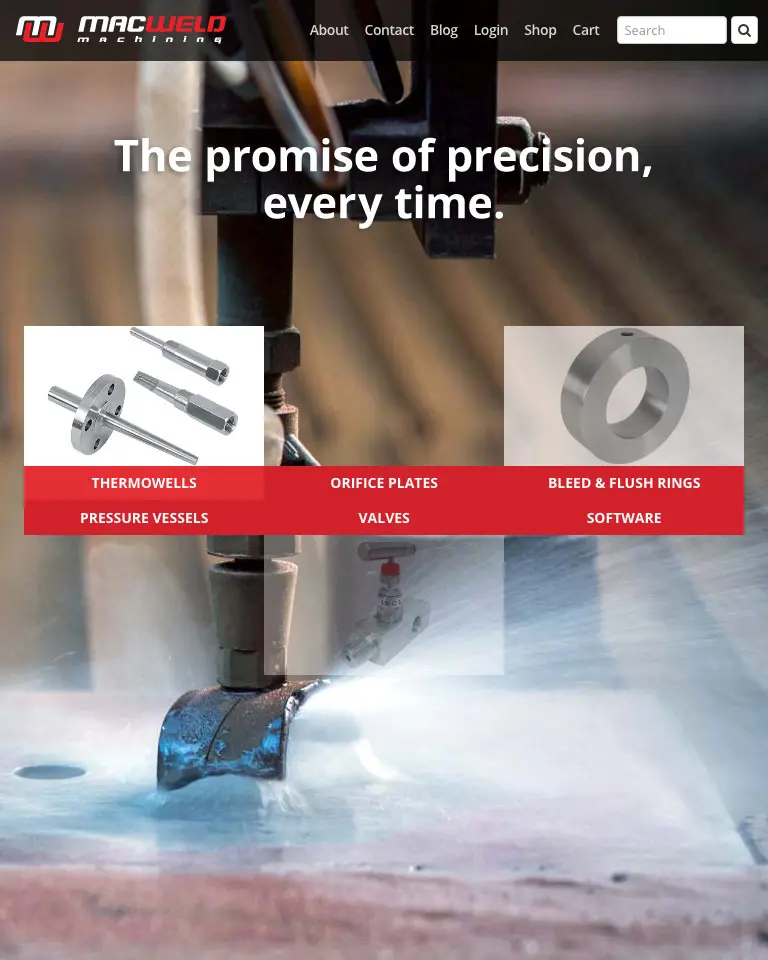 MACWELD
machining
About Contact Blog Login Shop Cart Search
The promise of precision,
every time.
THERMOWELLS ORIFICE PLATES BLEED & FLUSH RINGS
PRESSURE VESSELS VALVES SOFTWARE